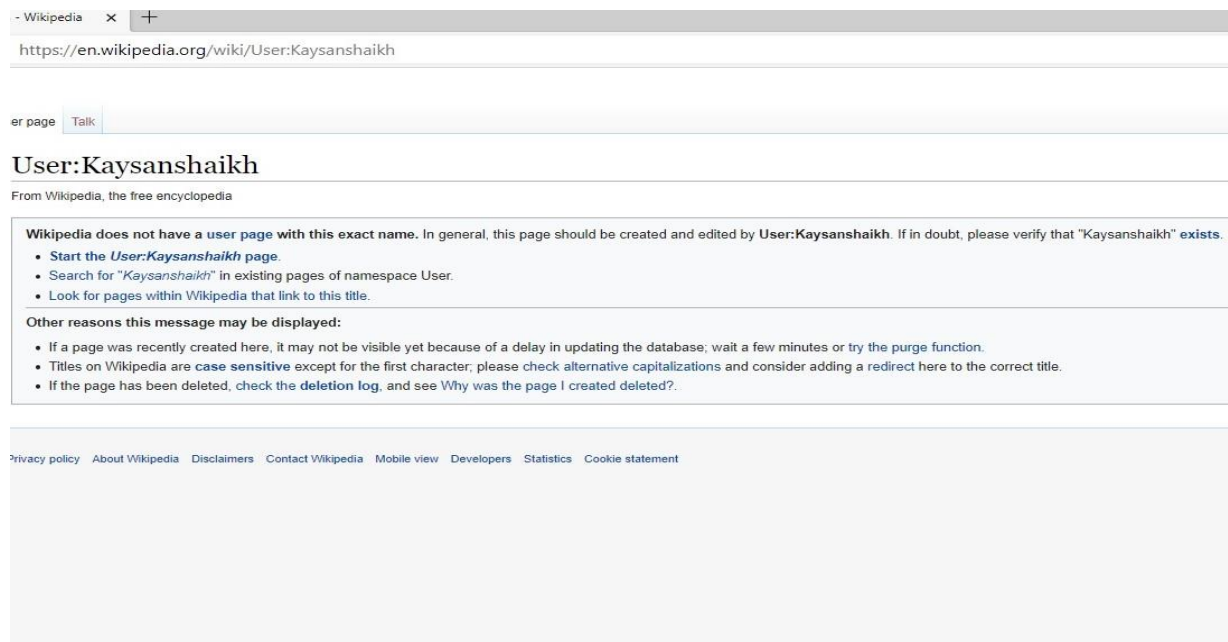 - Wikipedia
https://en.wikipedia.org/wiki/User:Kaysanshaikh
er page Talk
User:Kaysanshaikh
From Wikipedia, the free encyclopedia
Wikipedia does not have a user page with this exact name. In general, this page should be created and edited by User:Kaysanshaikh. If in doubt, please verify that "Kaysanshaikh" exists.
• Start the User:Kaysanshaikh page.
• Search for "Kaysanshaikh" in existing pages of namespace User.
• Look for pages within Wikipedia that link to this title.
Other reasons this message may be displayed:
• If a page was recently created here, it may not be visible yet because of a delay in updating the database; wait a few minutes or try the purge function.
• Titles on Wikipedia are case sensitive except for the first character; please check alternative capitalizations and consider adding a redirect here to the correct title.
• If the page has been deleted, check the deletion log, and see Why was the page I created deleted?.
Privacy policy About Wikipedia Disclaimers Contact Wikipedia Mobile view Developers Statistics Cookie statement